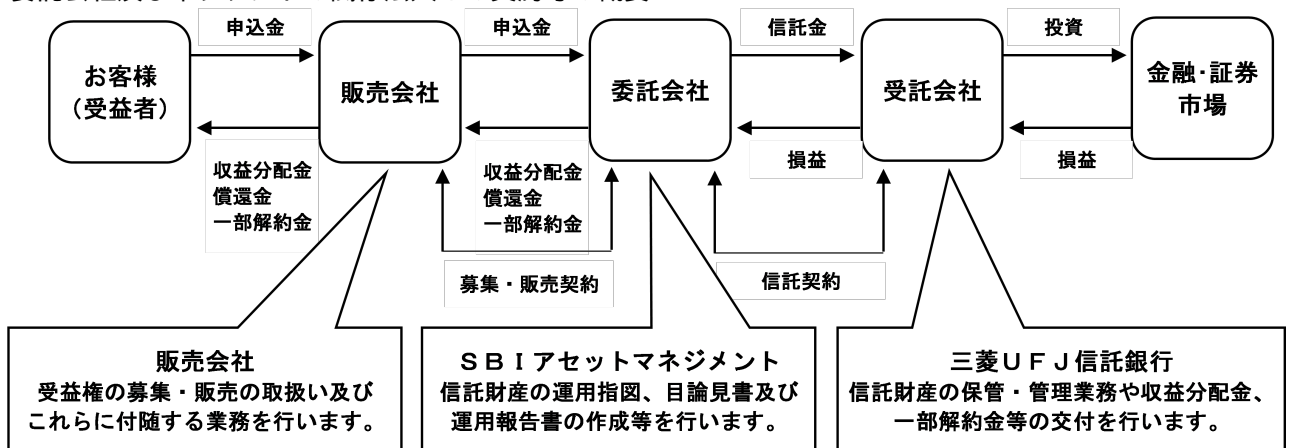 申込金
申込金
信託金
投資
お客様
(受益者)
販売会社
委託会社
受託会社
金融・証券
市場
収益分配金
償還金
一部解約金
収益分配金
償還金
一部解約金
損益
損益
募集・販売契約
信託契約
販売会社
受益権の募集・販売の取扱い及び
これらに付随する業務を行います。
SBIアセットマネジメント
信託財産の運用指図、目論見書及び
運用報告書の作成等を行います。
三菱UFJ信託銀行
信託財産の保管・管理業務や収益分配金、
一部解約金等の交付を行います。